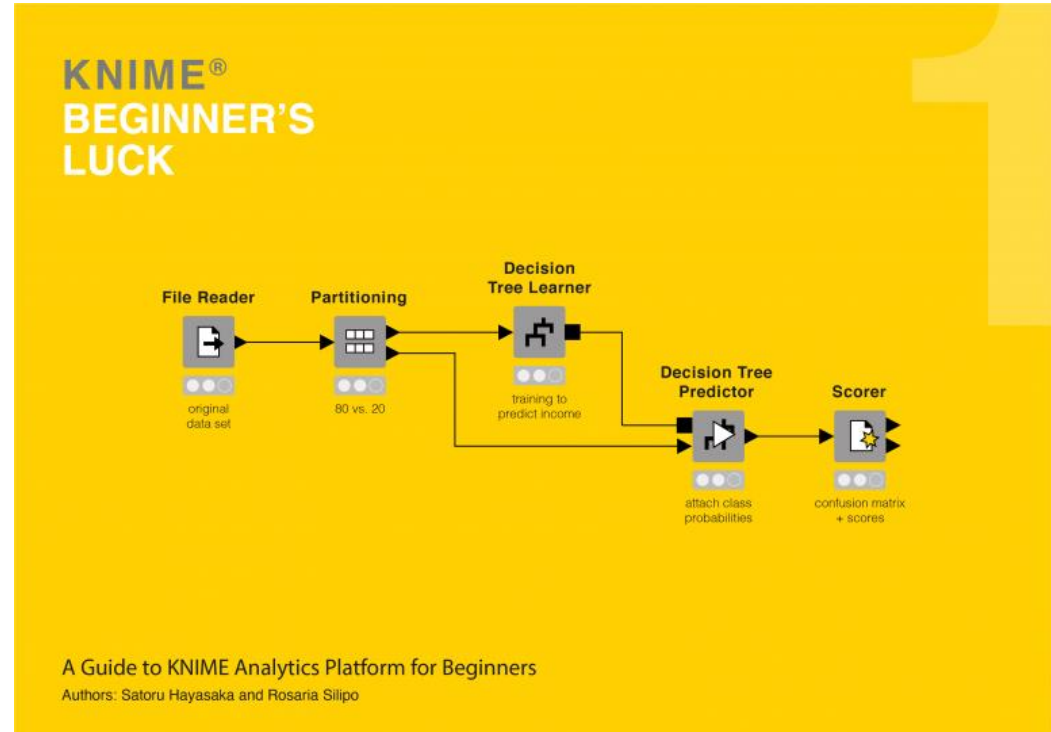 1
KNIME®
BEGINNER'S
LUCK
File Reader
original
data set
Partitioning
80 vs. 20
Decision
Tree Learner
training to
predict income
Decision Tree
Predictor
attach class
probabilities
Scorer
confusion matrix
+ scores
A Guide to KNIME Analytics Platform for Beginners
Authors: Satoru Hayasaka and Rosaria Silipo